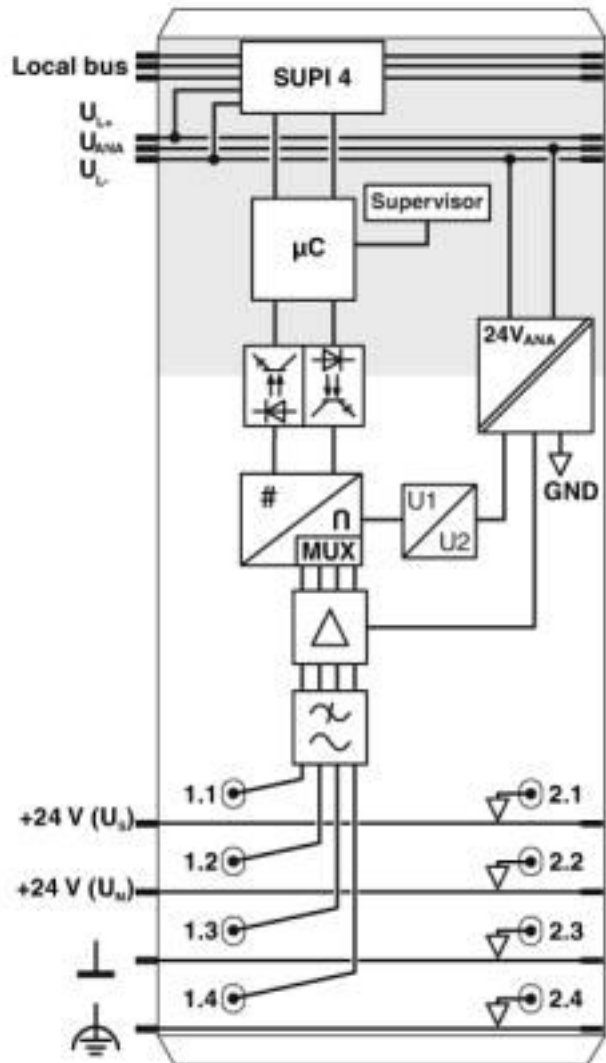 Local bus
SUPI 4
U_L+
U_ANA
U_L-
Supervisor
µC
24V_ANA
GND
#
∩
U1
U2
MUX
1.1
2.1
+24 V (U_S)
1.2
2.2
+24 V (U_M)
1.3
2.3
1.4
2.4